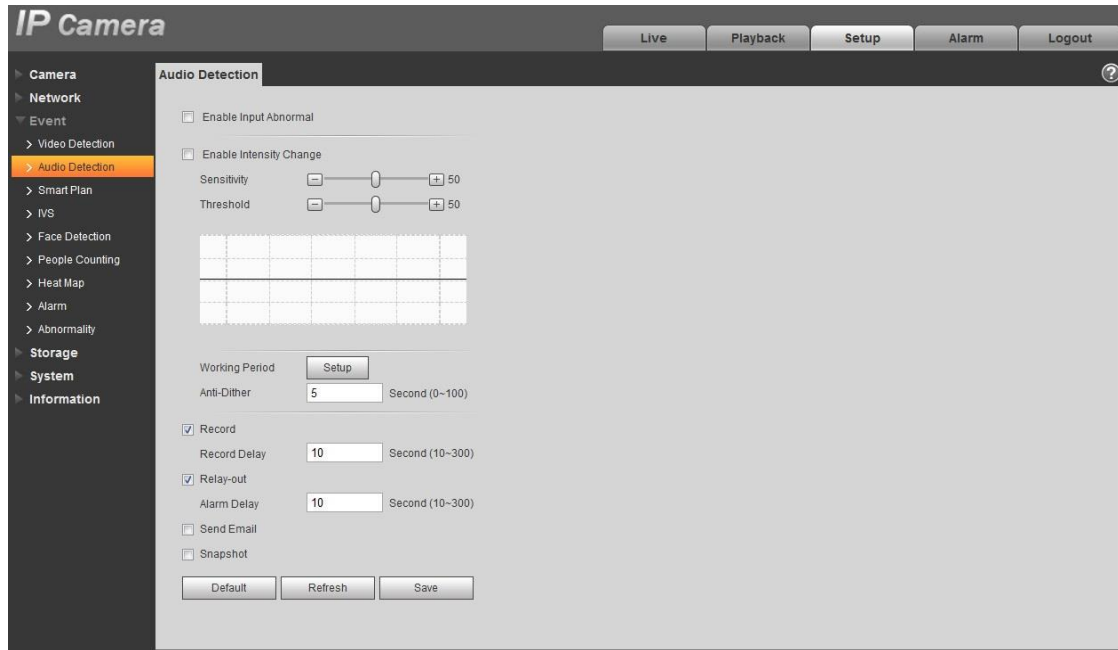 IP Camera
Live
Playback
Setup
Alarm
Logout
Camera
Network
Event
Video Detection
Audio Detection
Smart Plan
IVS
Face Detection
People Counting
Heat Map
Alarm
Abnormality
Storage
System
Information
Audio Detection
?
Enable Input Abnormal
Enable Intensity Change
Sensitivity 50
Threshold 50
Working Period Setup
Anti-Dither 5 Second (0~100)
Record
Record Delay 10 Second (10~300)
Relay-out
Alarm Delay 10 Second (10~300)
Send Email
Snapshot
Default Refresh Save